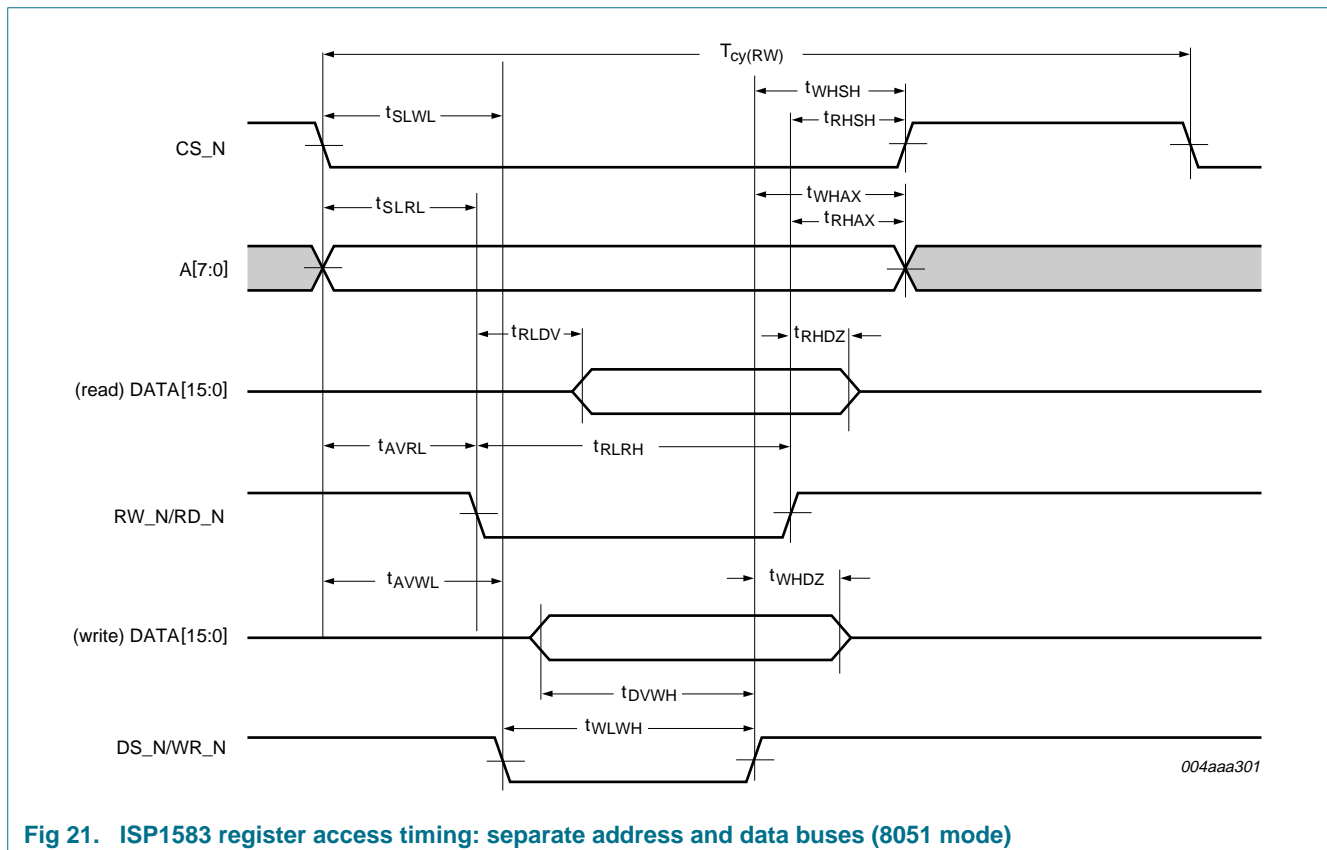 Tcy(RW)
tWHSH
tSLWL
tRHSH
CS_N
tWHAX
tSLRL
tRHAX
A[7:0]
tRLDV
tRHDZ
(read) DATA[15:0]
tAVRL
tRLRH
RW_N/RD_N
tAVWL
tWHDZ
(write) DATA[15:0]
tDVWH
tWLWH
DS_N/WR_N
004aaa301
Fig 21. ISP1583 register access timing: separate address and data buses (8051 mode)